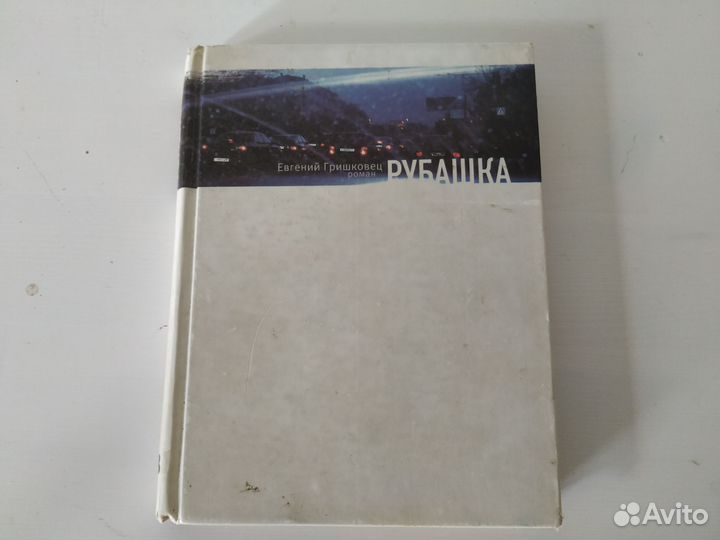 Евгений Гришковец
роман
РУБАШКА
Avito